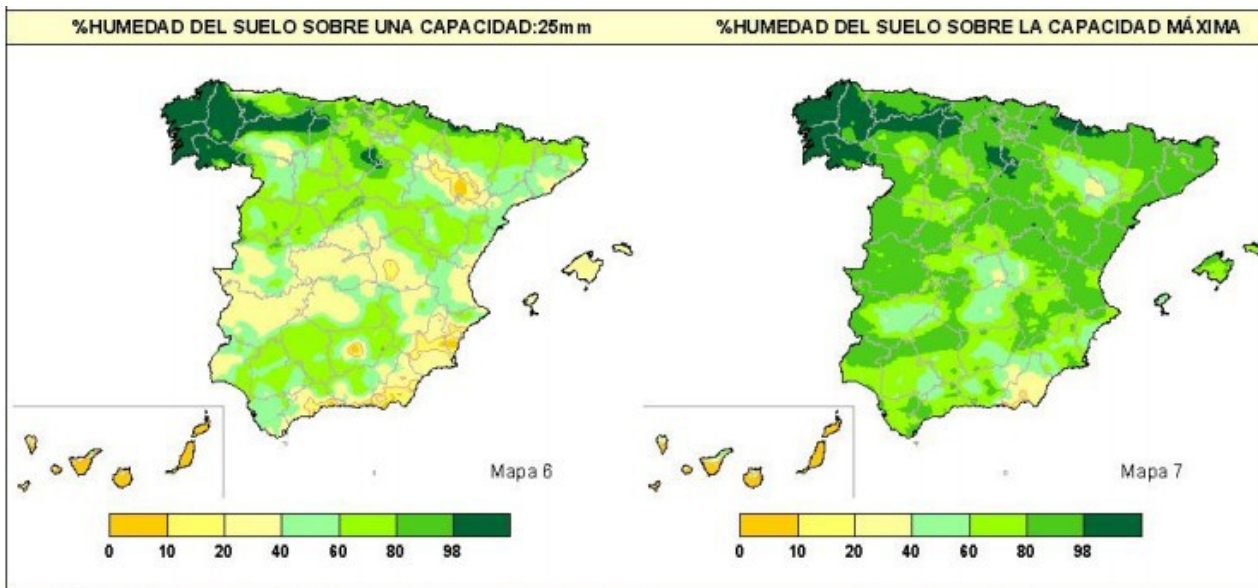 %HUMEDAD DEL SUELO SOBRE UNA CAPACIDAD:25mm
%HUMEDAD DEL SUELO SOBRE LA CAPACIDAD MÁXIMA
Mapa 6
Mapa 7
0 10 20 40 60 80 98
0 10 20 40 60 80 98